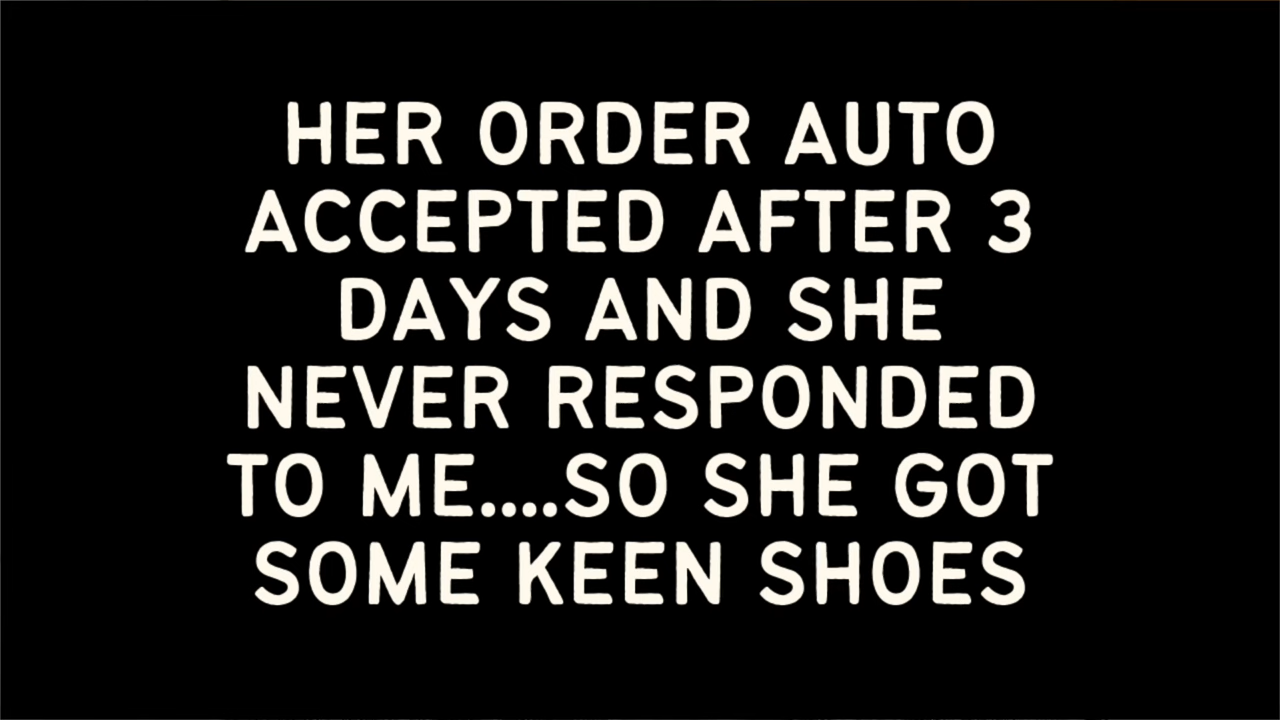 HER ORDER AUTO
ACCEPTED AFTER 3
DAYS AND SHE
NEVER RESPONDED
TO ME....SO SHE GOT
SOME KEEN SHOES